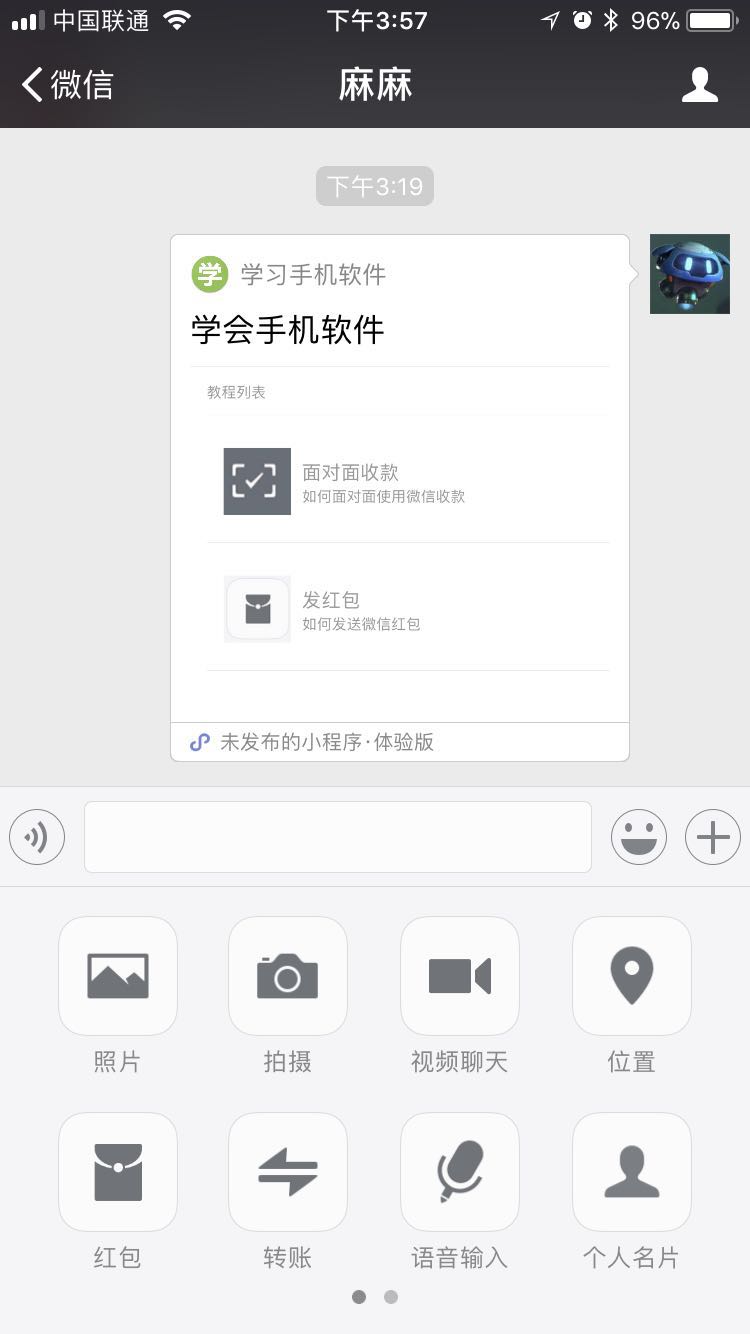 中国联通
下午3:57
96%
微信
麻麻
下午3:19
学 学习手机软件
学会手机软件
教程列表
面对面收款
如何面对面使用微信收款
发红包
如何发送微信红包
未发布的小程序·体验版
照片
拍摄
视频聊天
位置
红包
转账
语音输入
个人名片